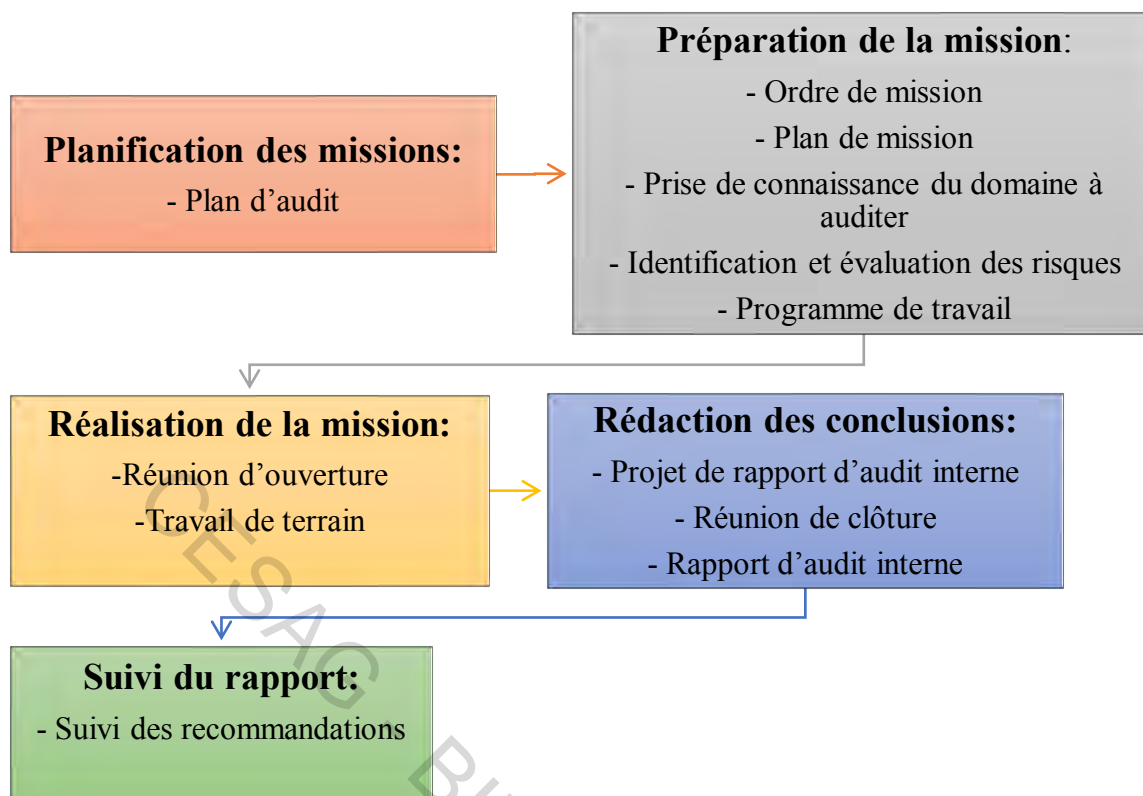 Planification des missions:
- Plan d’audit
Préparation de la mission:
- Ordre de mission
- Plan de mission
- Prise de connaissance du domaine à
auditer
- Identification et évaluation des risques
- Programme de travail
Réalisation de la mission:
-Réunion d’ouverture
-Travail de terrain
Rédaction des conclusions:
- Projet de rapport d’audit interne
- Réunion de clôture
- Rapport d’audit interne
Suivi du rapport:
- Suivi des recommandations
CESAG